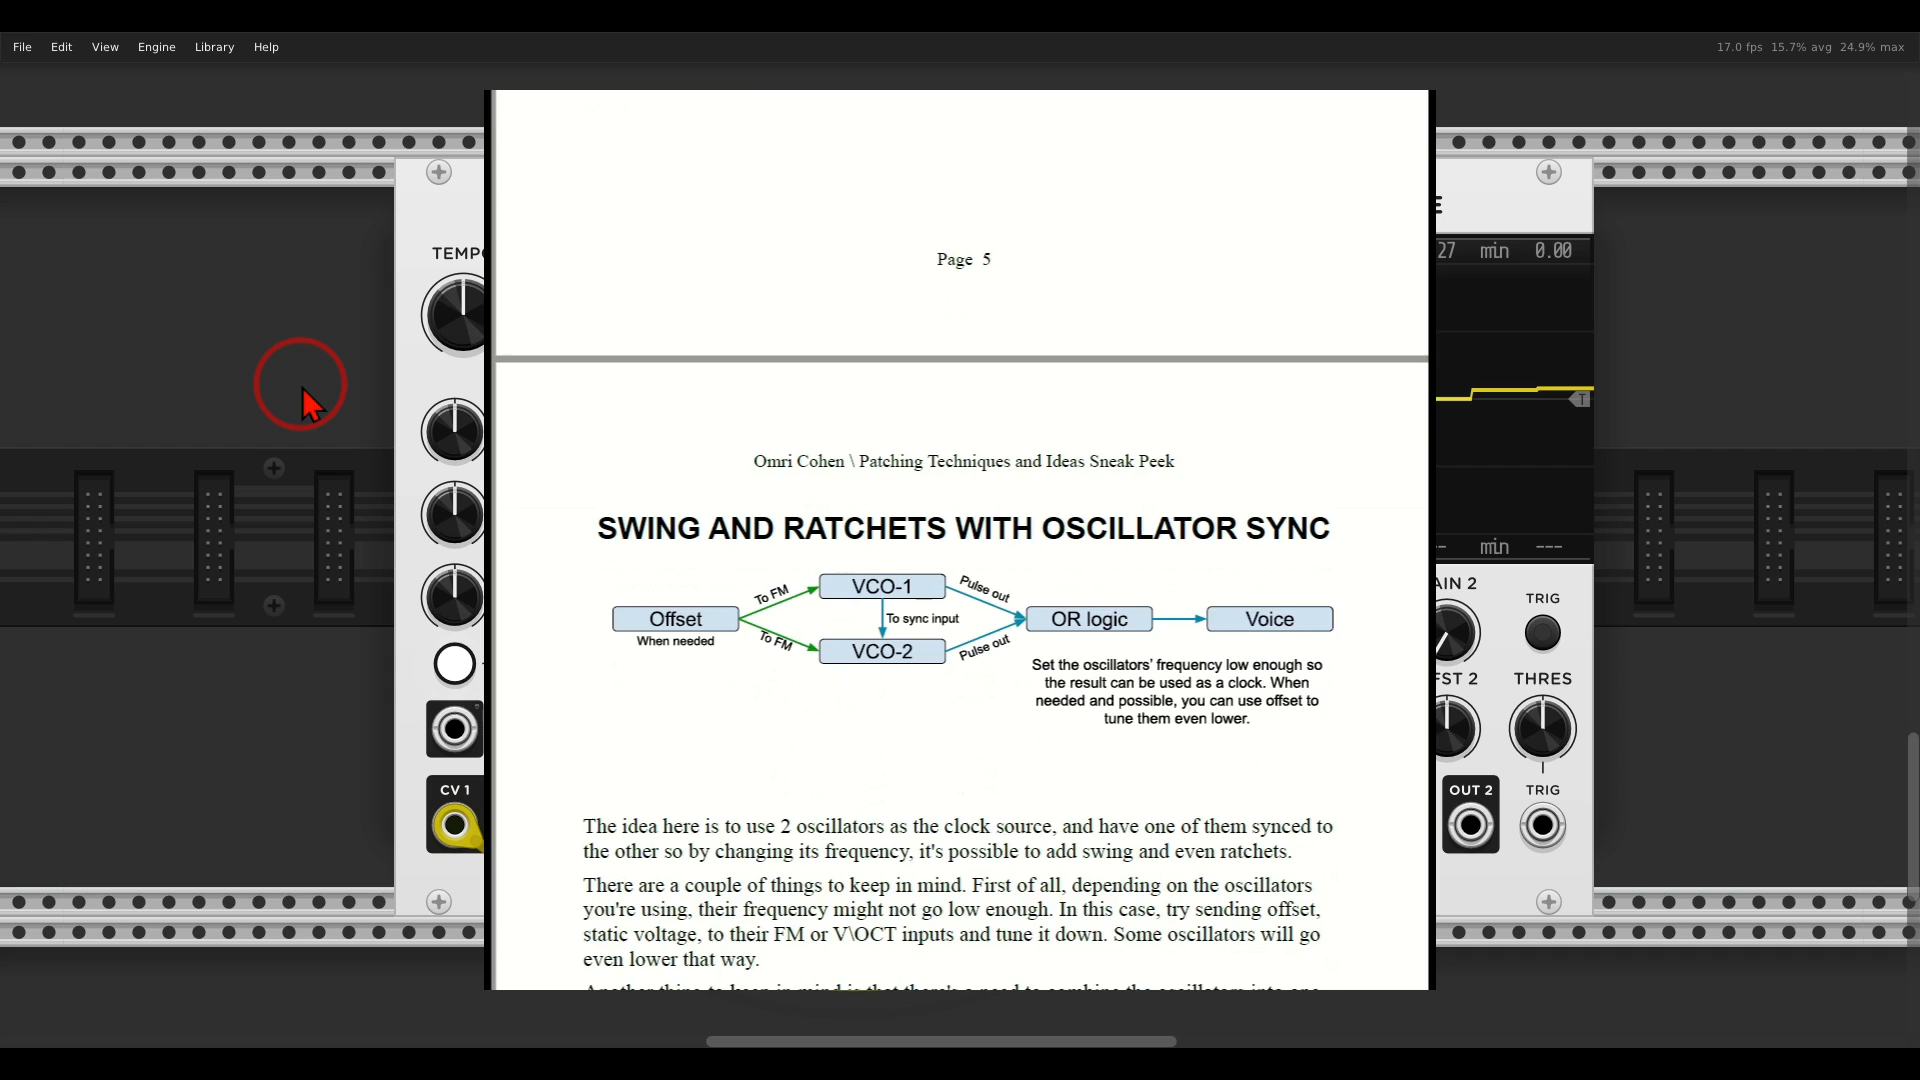 File Edit View Engine Library Help
17.0 fps 15.7% avg 24.9% max
Page 5
27 min 0.00
Omri Cohen \ Patching Techniques and Ideas Sneak Peek
SWING AND RATCHETS WITH OSCILLATOR SYNC
To FM
VCO-1
Pulse out
Offset
To sync input
OR logic
Voice
When needed
To FM
VCO-2
Pulse out
Set the oscillators' frequency low enough so
the result can be used as a clock. When
needed and possible, you can use offset to
tune them even lower.
The idea here is to use 2 oscillators as the clock source, and have one of them synced to
the other so by changing its frequency, it's possible to add swing and even ratchets.
There are a couple of things to keep in mind. First of all, depending on the oscillators
you're using, their frequency might not go low enough. In this case, try sending offset,
static voltage, to their FM or V\OCT inputs and tune it down. Some oscillators will go
even lower that way.
TEMP
CV 1
min ---
AIN 2
TRIG
FST 2
THRES
OUT 2
TRIG
T